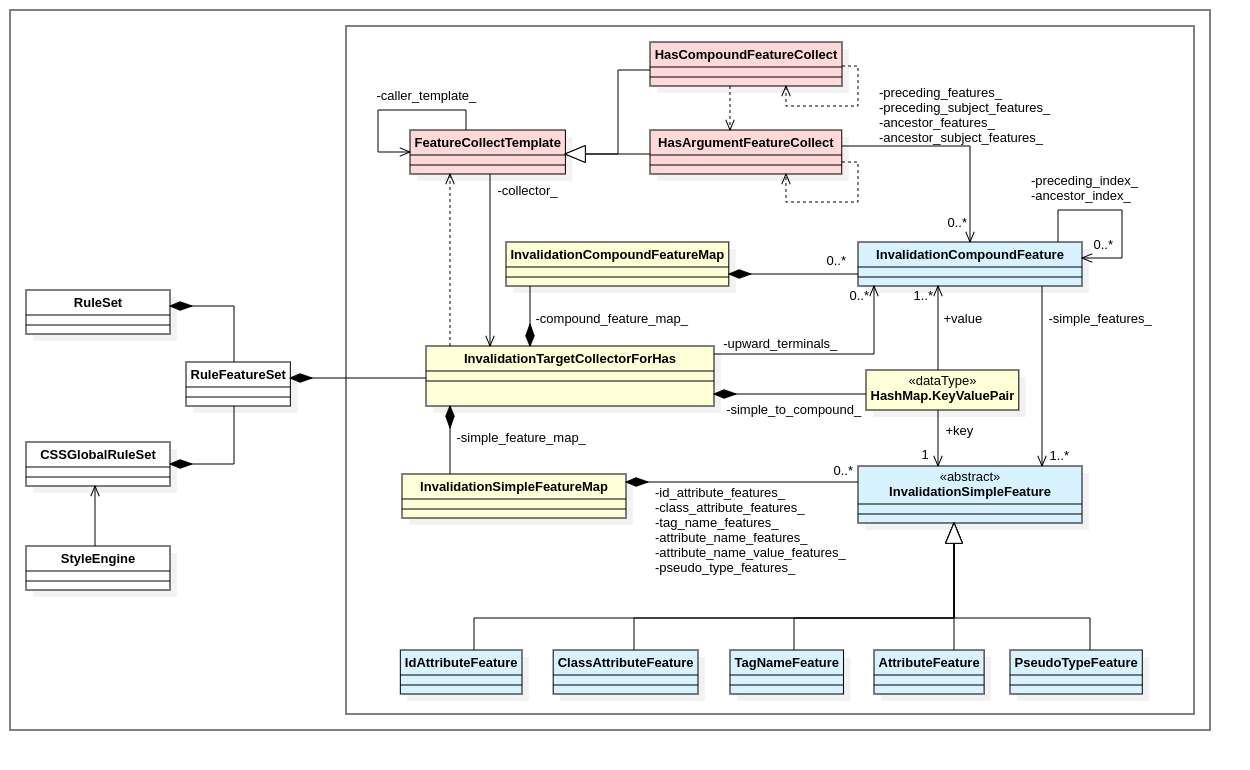 HasCompoundFeatureCollect
-caller_template_
-preceding_features_
-preceding_subject_features_
-ancestor_features_
-ancestor_subject_features_
FeatureCollectTemplate
HasArgumentFeatureCollect
-collector_
-preceding_index_
-ancestor_index_
0..*
0..*
InvalidationCompoundFeatureMap
0..*
InvalidationCompoundFeature
0..*
1..*
RuleSet
-compound_feature_map_
+value
-simple_features_
-upward_terminals_
InvalidationTargetCollectorForHas
RuleFeatureSet
«dataType»
HashMap.KeyValuePair
-simple_to_compound_
-simple_feature_map_
+key
CSSGlobalRuleSet
1
1..*
0..*
InvalidationSimpleFeatureMap
«abstract»
InvalidationSimpleFeature
-id_attribute_features_
-class_attribute_features_
-tag_name_features_
-attribute_name_features_
-attribute_name_value_features_
-pseudo_type_features_
StyleEngine
IdAttributeFeature
ClassAttributeFeature
TagNameFeature
AttributeFeature
PseudoTypeFeature